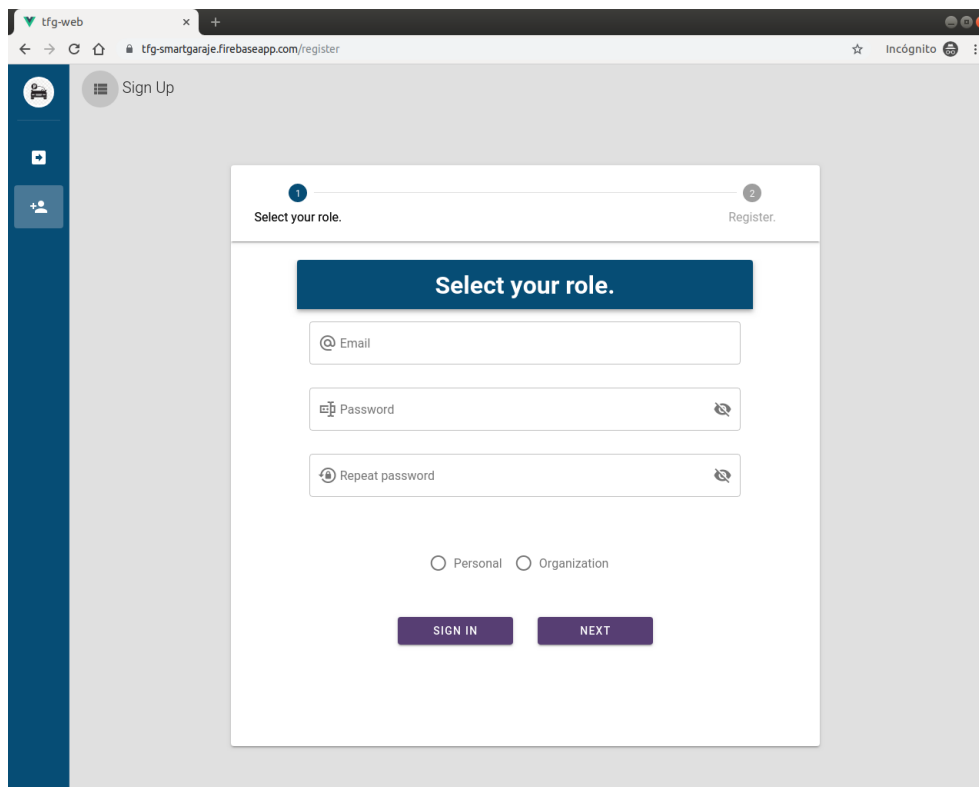 tfg-web
tfg-smartgaraje.firebaseapp.com/register
Incógnito
Sign Up
1
2
Select your role.
Register.
Select your role.
Email
Password
Repeat password
Personal
Organization
SIGN IN
NEXT